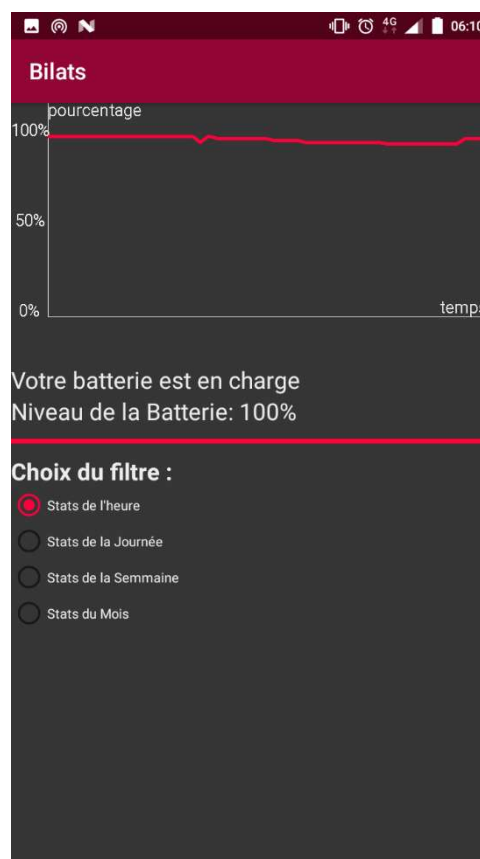 4G 06:10
Bilats
pourcentage
100%
50%
0%
temps
Votre batterie est en charge
Niveau de la Batterie: 100%
Choix du filtre :
Stats de l'heure
Stats de la Journée
Stats de la Semmaine
Stats du Mois